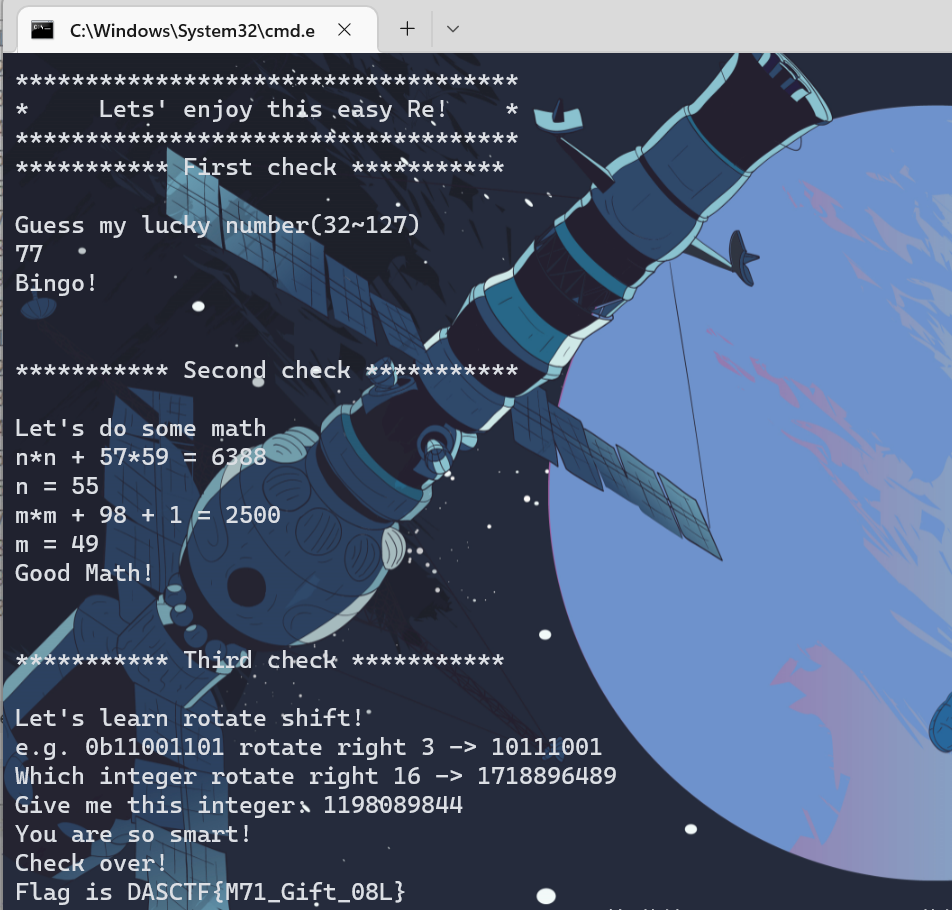 C:\Windows\System32\cmd.e
************************************
* Lets' enjoy this easy Re! *
************************************
*********** First check ***********
Guess my lucky number(32~127)
77
Bingo!
*********** Second check ***********
Let's do some math
n*n + 57*59 = 6388
n = 55
m*m + 98 + 1 = 2500
m = 49
Good Math!
*********** Third check ***********
Let's learn rotate shift!
e.g. 0b11001101 rotate right 3 -> 10111001
Which integer rotate right 16 -> 1718896489
Give me this integer: 1198089844
You are so smart!
Check over!
Flag is DASCTF{M71_Gift_08L}